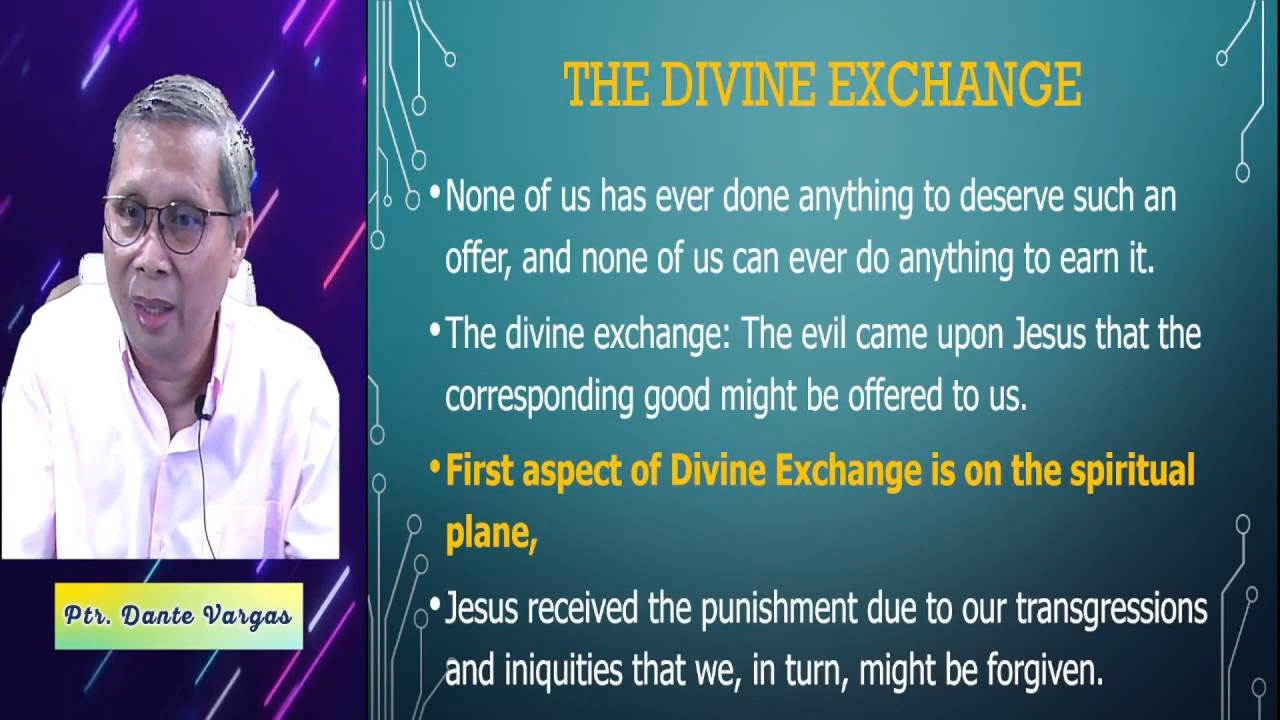 THE DIVINE EXCHANGE
•None of us has ever done anything to deserve such an
offer, and none of us can ever do anything to earn it.
•The divine exchange: The evil came upon Jesus that the
corresponding good might be offered to us.
•First aspect of Divine Exchange is on the spiritual
plane,
•Jesus received the punishment due to our transgressions
and iniquities that we, in turn, might be forgiven.
Ptr. Dante Vargas